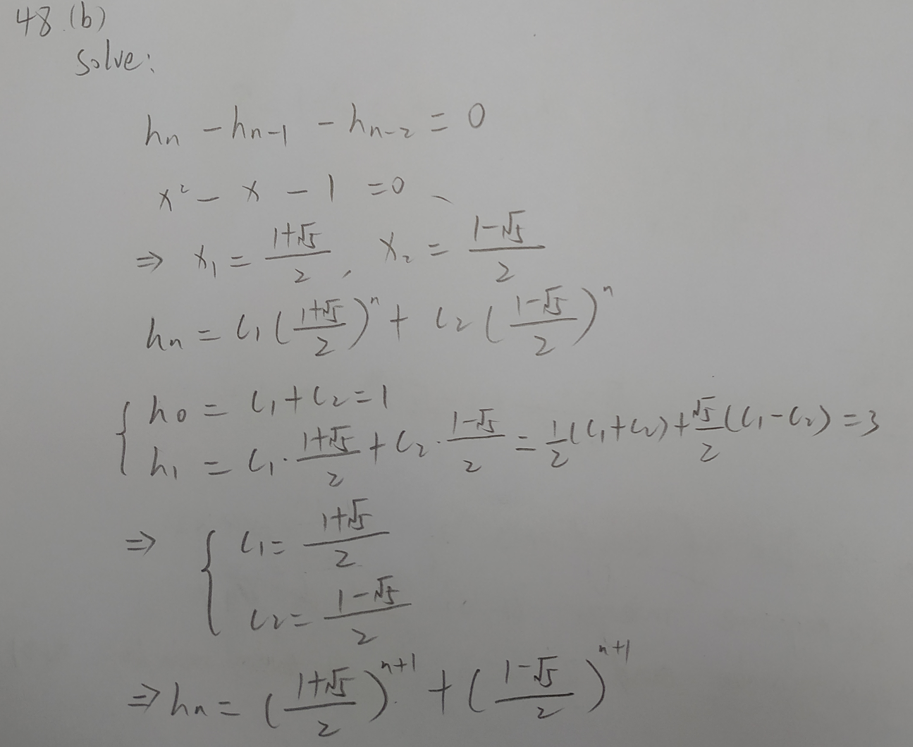 48.(b)
Solve:
hₙ - hₙ₋₁ - hₙ₋₂ = 0
x² - x - 1 = 0
⇒ x₁ = (1+√5)/2, x₂ = (1-√5)/2
hₙ = C₁((1+√5)/2)ⁿ + C₂((1-√5)/2)ⁿ
{ h₀ = C₁ + C₂ = 1
h₁ = C₁·(1+√5)/2 + C₂·(1-√5)/2 = 1/2(C₁+C₂) + √5/2(C₁-C₂) = 3
⇒ { C₁ = (1+√5)/2
C₂ = (1-√5)/2
⇒ hₙ = ((1+√5)/2)ⁿ⁺¹ + ((1-√5)/2)ⁿ⁺¹